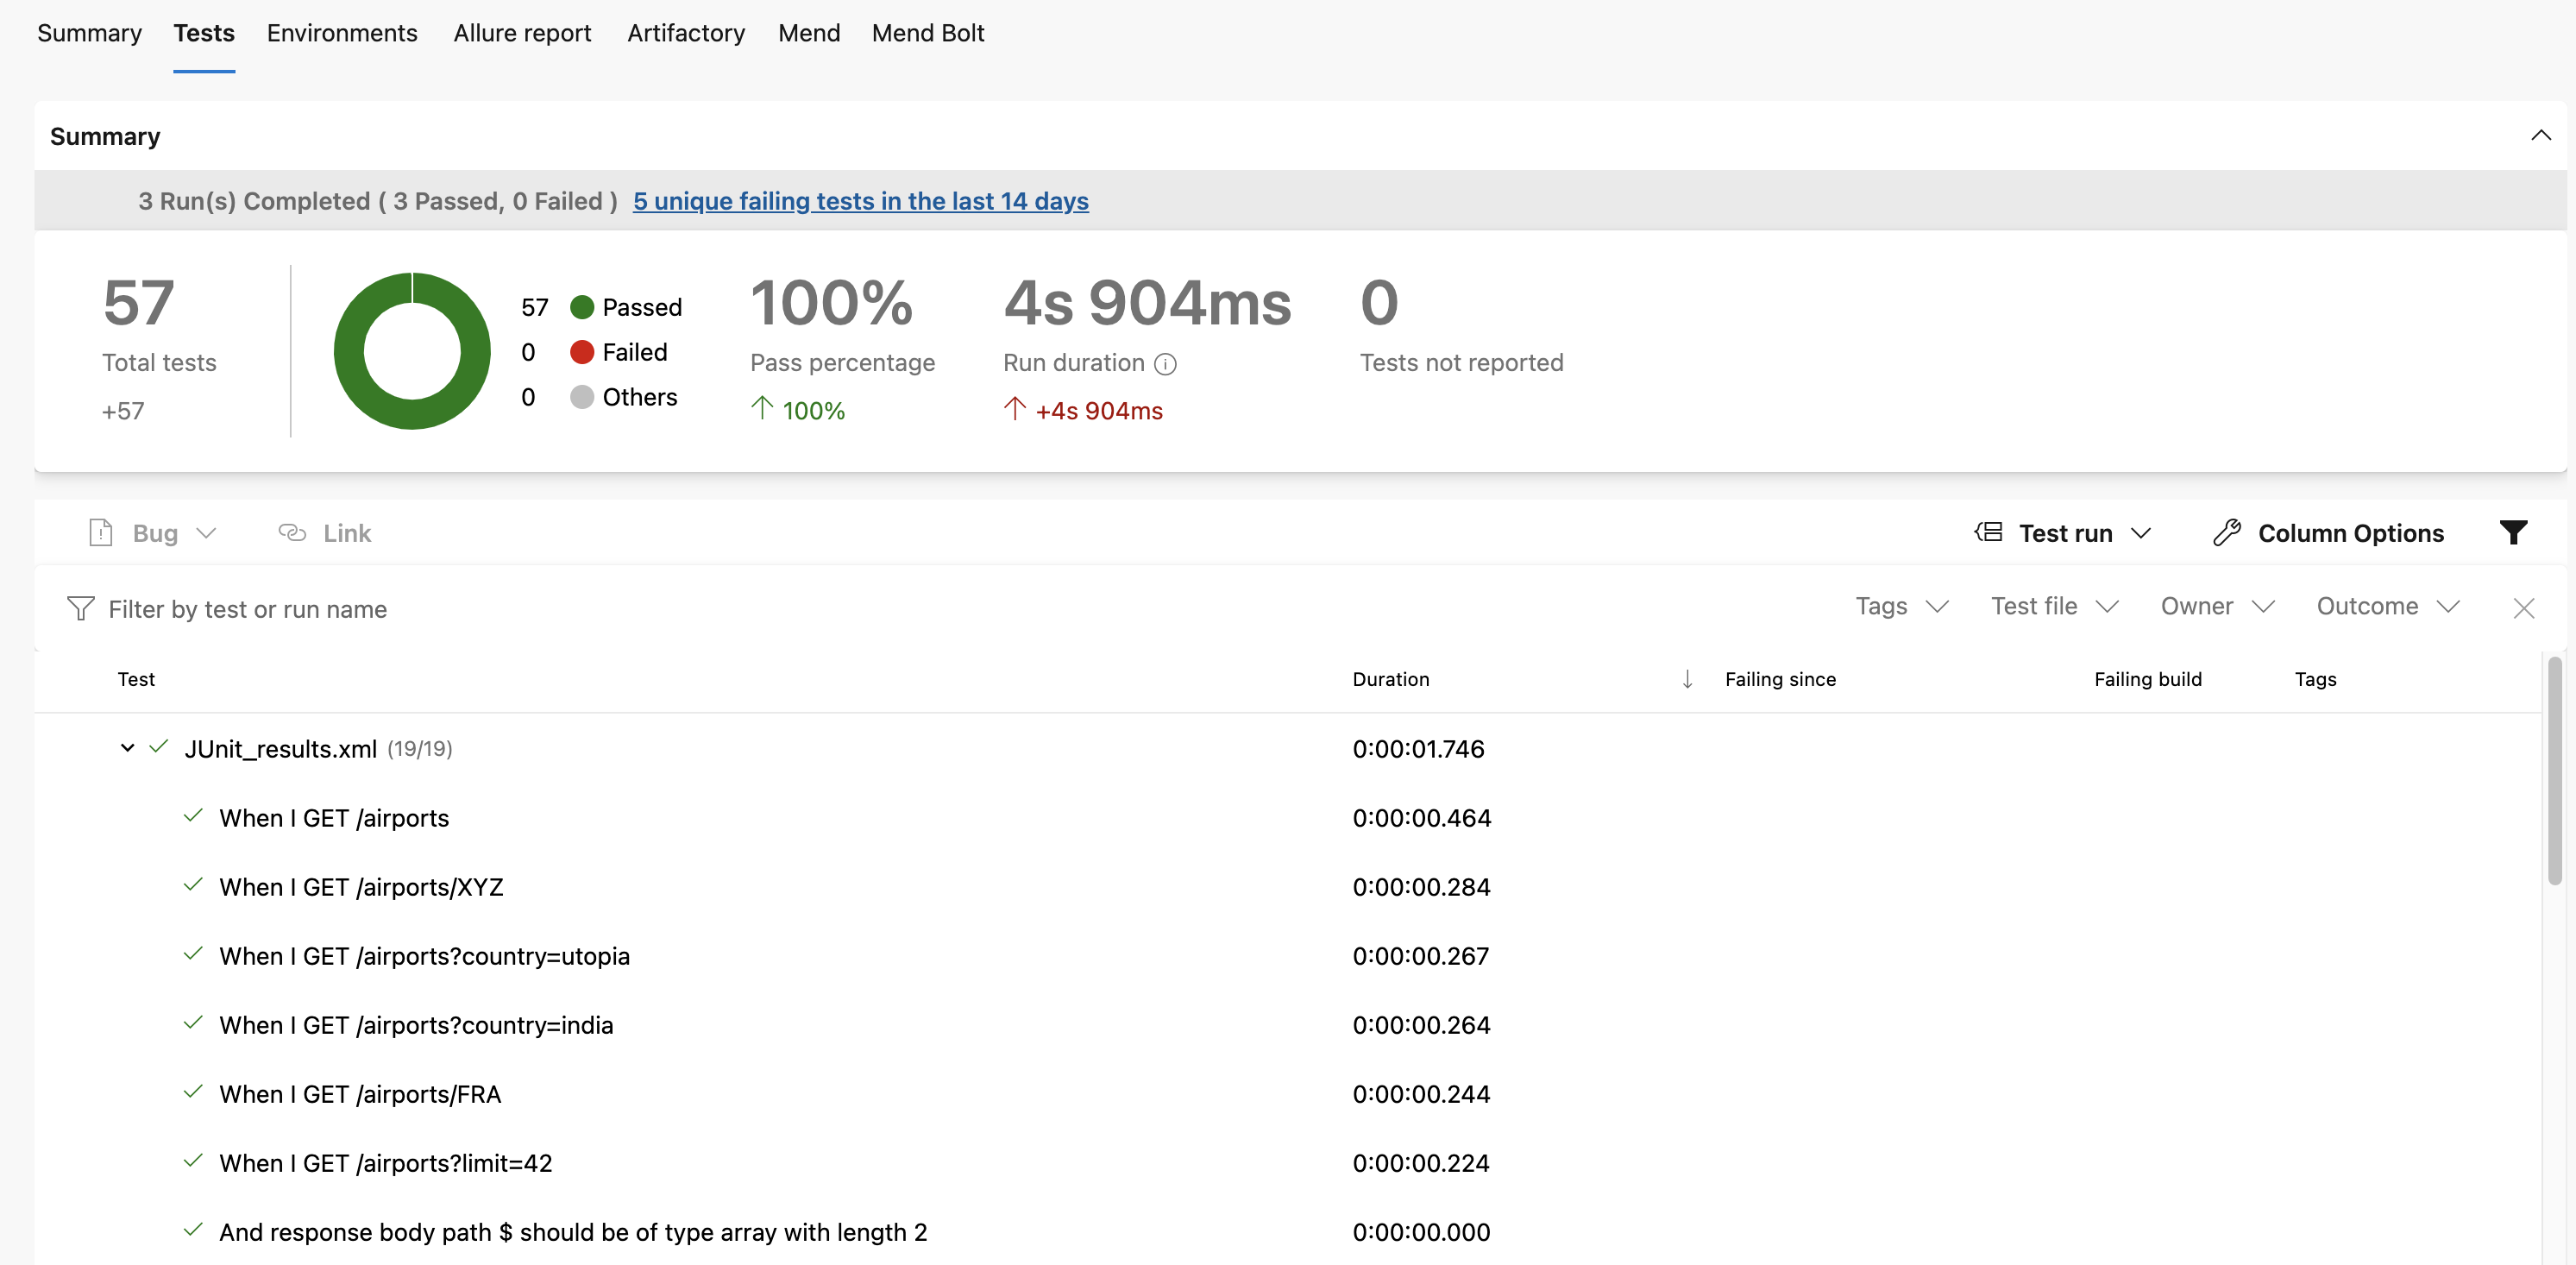 Summary Tests Environments Allure report Artifactory Mend Mend Bolt
Summary
3 Run(s) Completed ( 3 Passed, 0 Failed ) 5 unique failing tests in the last 14 days
57
Total tests
+57
57 Passed
0 Failed
0 Others
100%
Pass percentage
100%
4s 904ms
Run duration
+4s 904ms
0
Tests not reported
Bug Link Test run Column Options
Filter by test or run name Tags Test file Owner Outcome
Test Duration Failing since Failing build Tags
JUnit_results.xml (19/19) 0:00:01.746
When I GET /airports 0:00:00.464
When I GET /airports/XYZ 0:00:00.284
When I GET /airports?country=utopia 0:00:00.267
When I GET /airports?country=india 0:00:00.264
When I GET /airports/FRA 0:00:00.244
When I GET /airports?limit=42 0:00:00.224
And response body path $ should be of type array with length 2 0:00:00.000